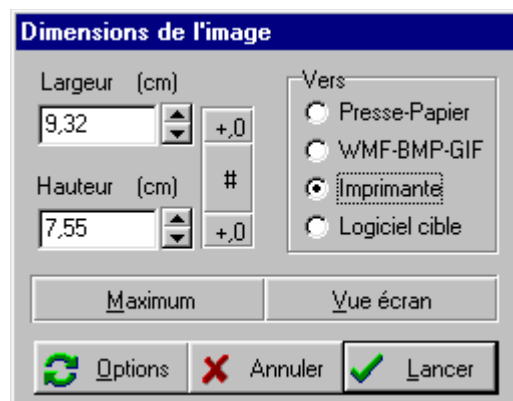 Dimensions de l'image
Largeur (cm)
9,32
+,0
#
Hauteur (cm)
7,55
+,0
Vers
Presse-Papier
WMF-BMP-GIF
Imprimante
Logiciel cible
Maximum
Vue écran
Options
Annuler
Lancer